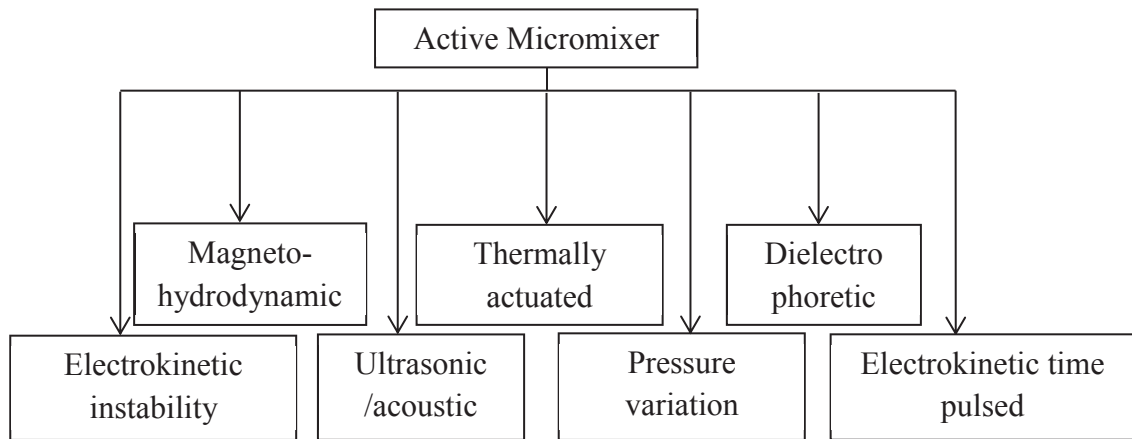 Active Micromixer
Magneto-
hydrodynamic
Thermally
actuated
Dielectro
phoretic
Electrokinetic
instability
Ultrasonic
/acoustic
Pressure
variation
Electrokinetic time
pulsed